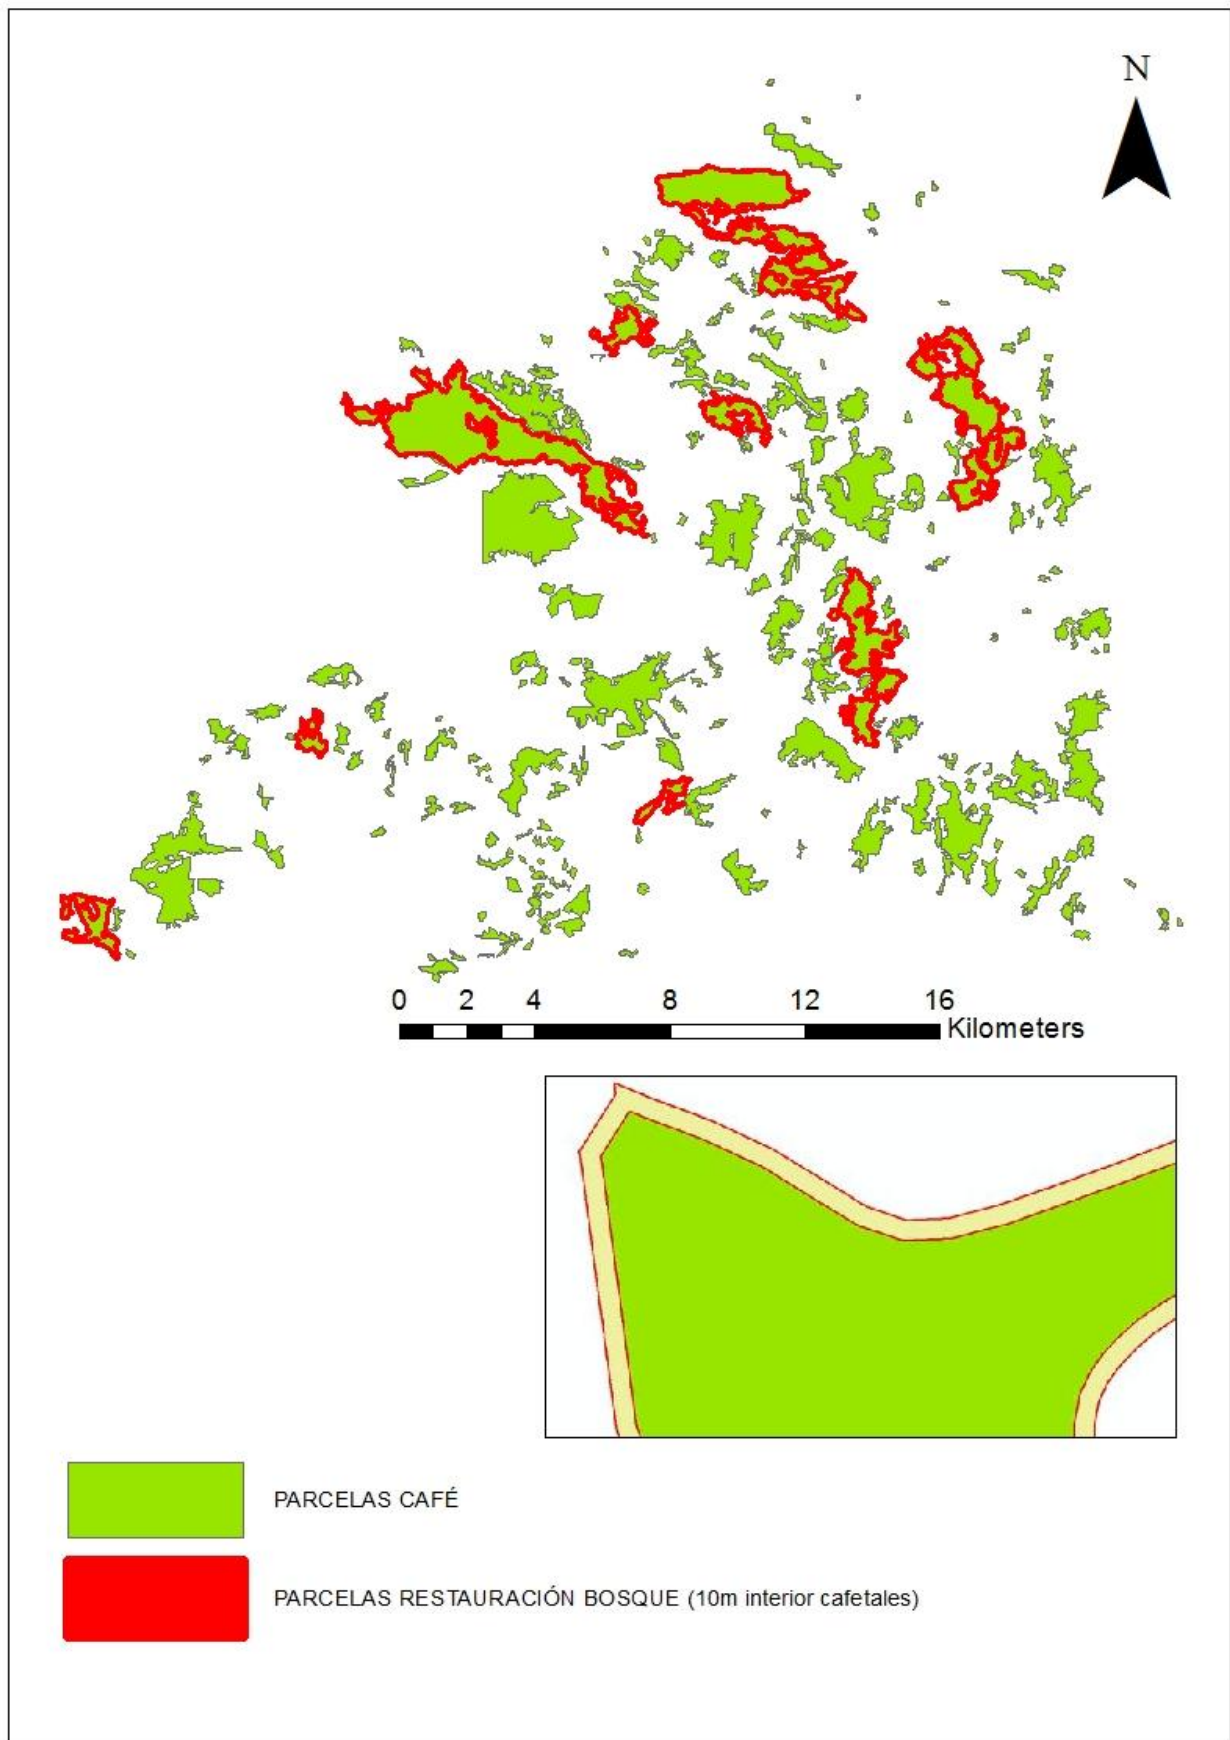 N
0 2 4 8 12 16
Kilometers
PARCELAS CAFÉ
PARCELAS RESTAURACIÓN BOSQUE (10m interior cafetales)